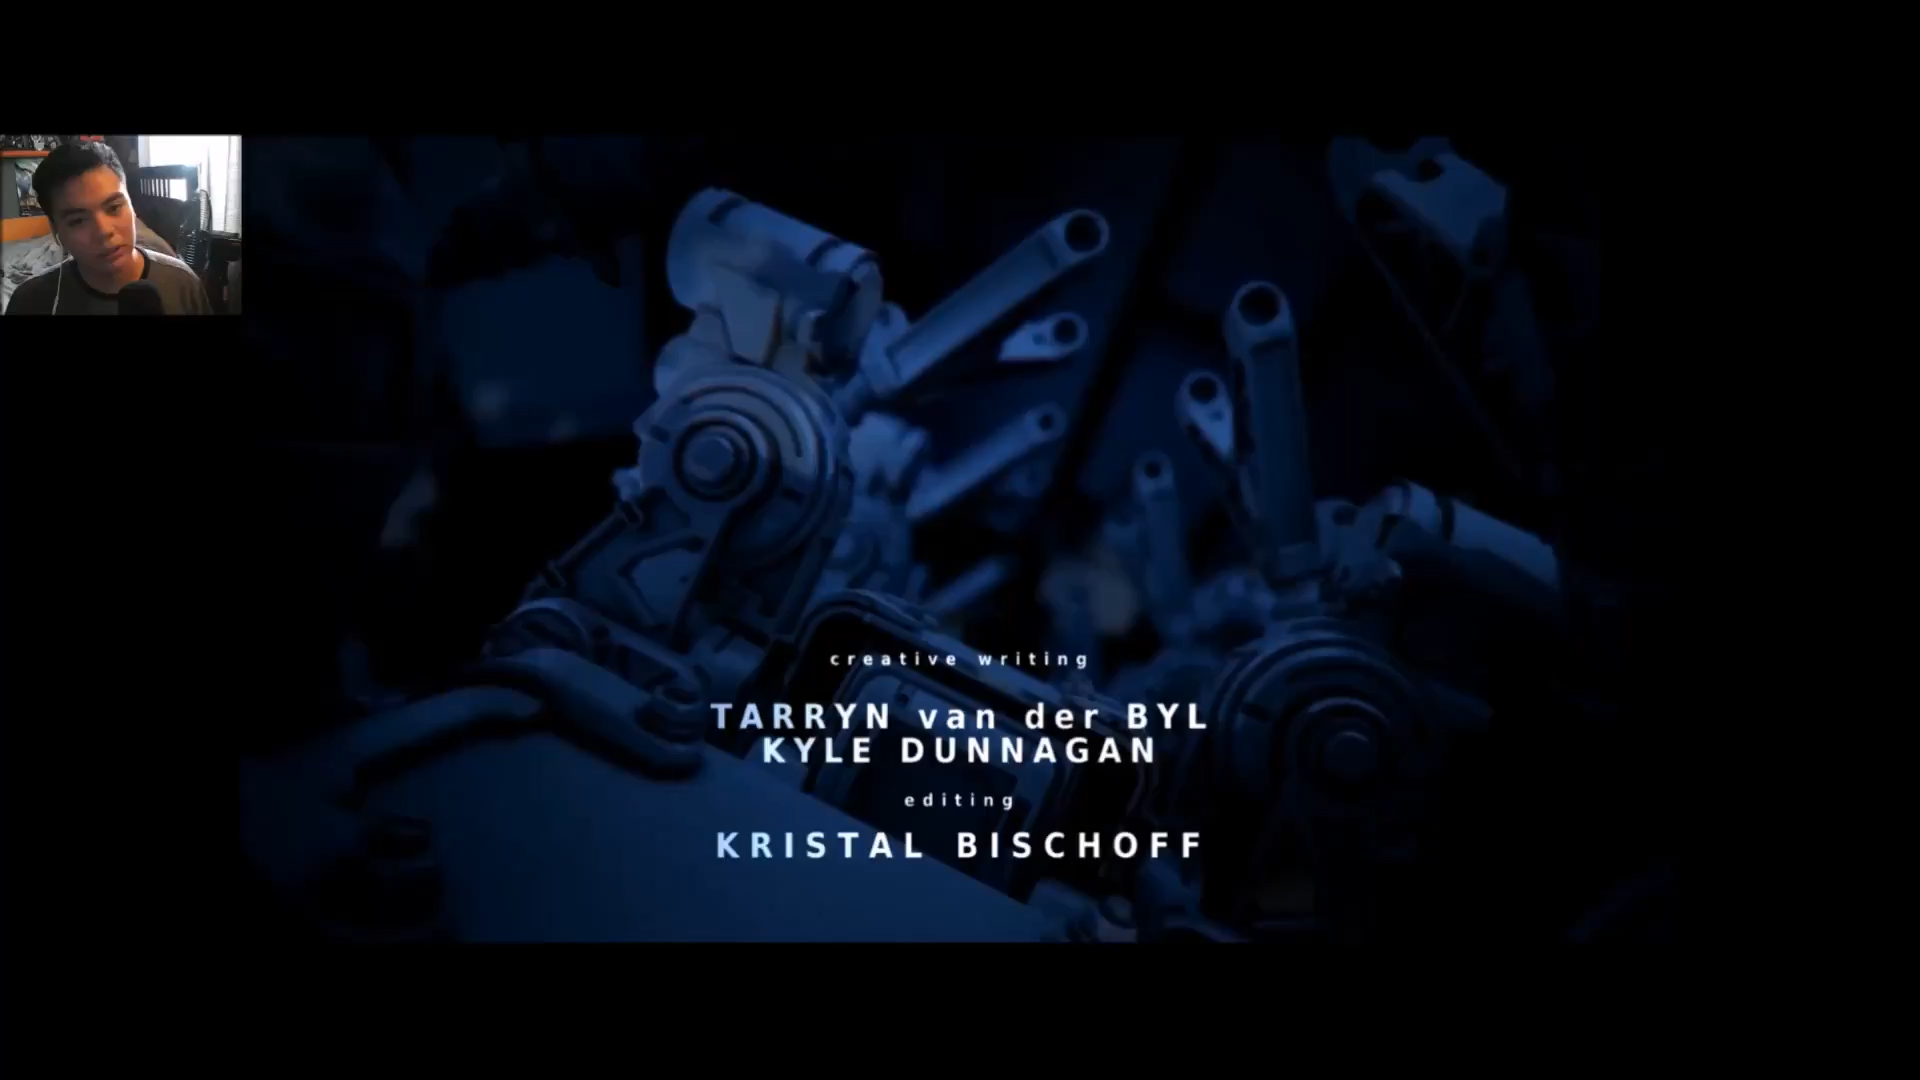 creative writing
TARRYN van der BYL
KYLE DUNNAGAN
editing
KRISTAL BISCHOFF